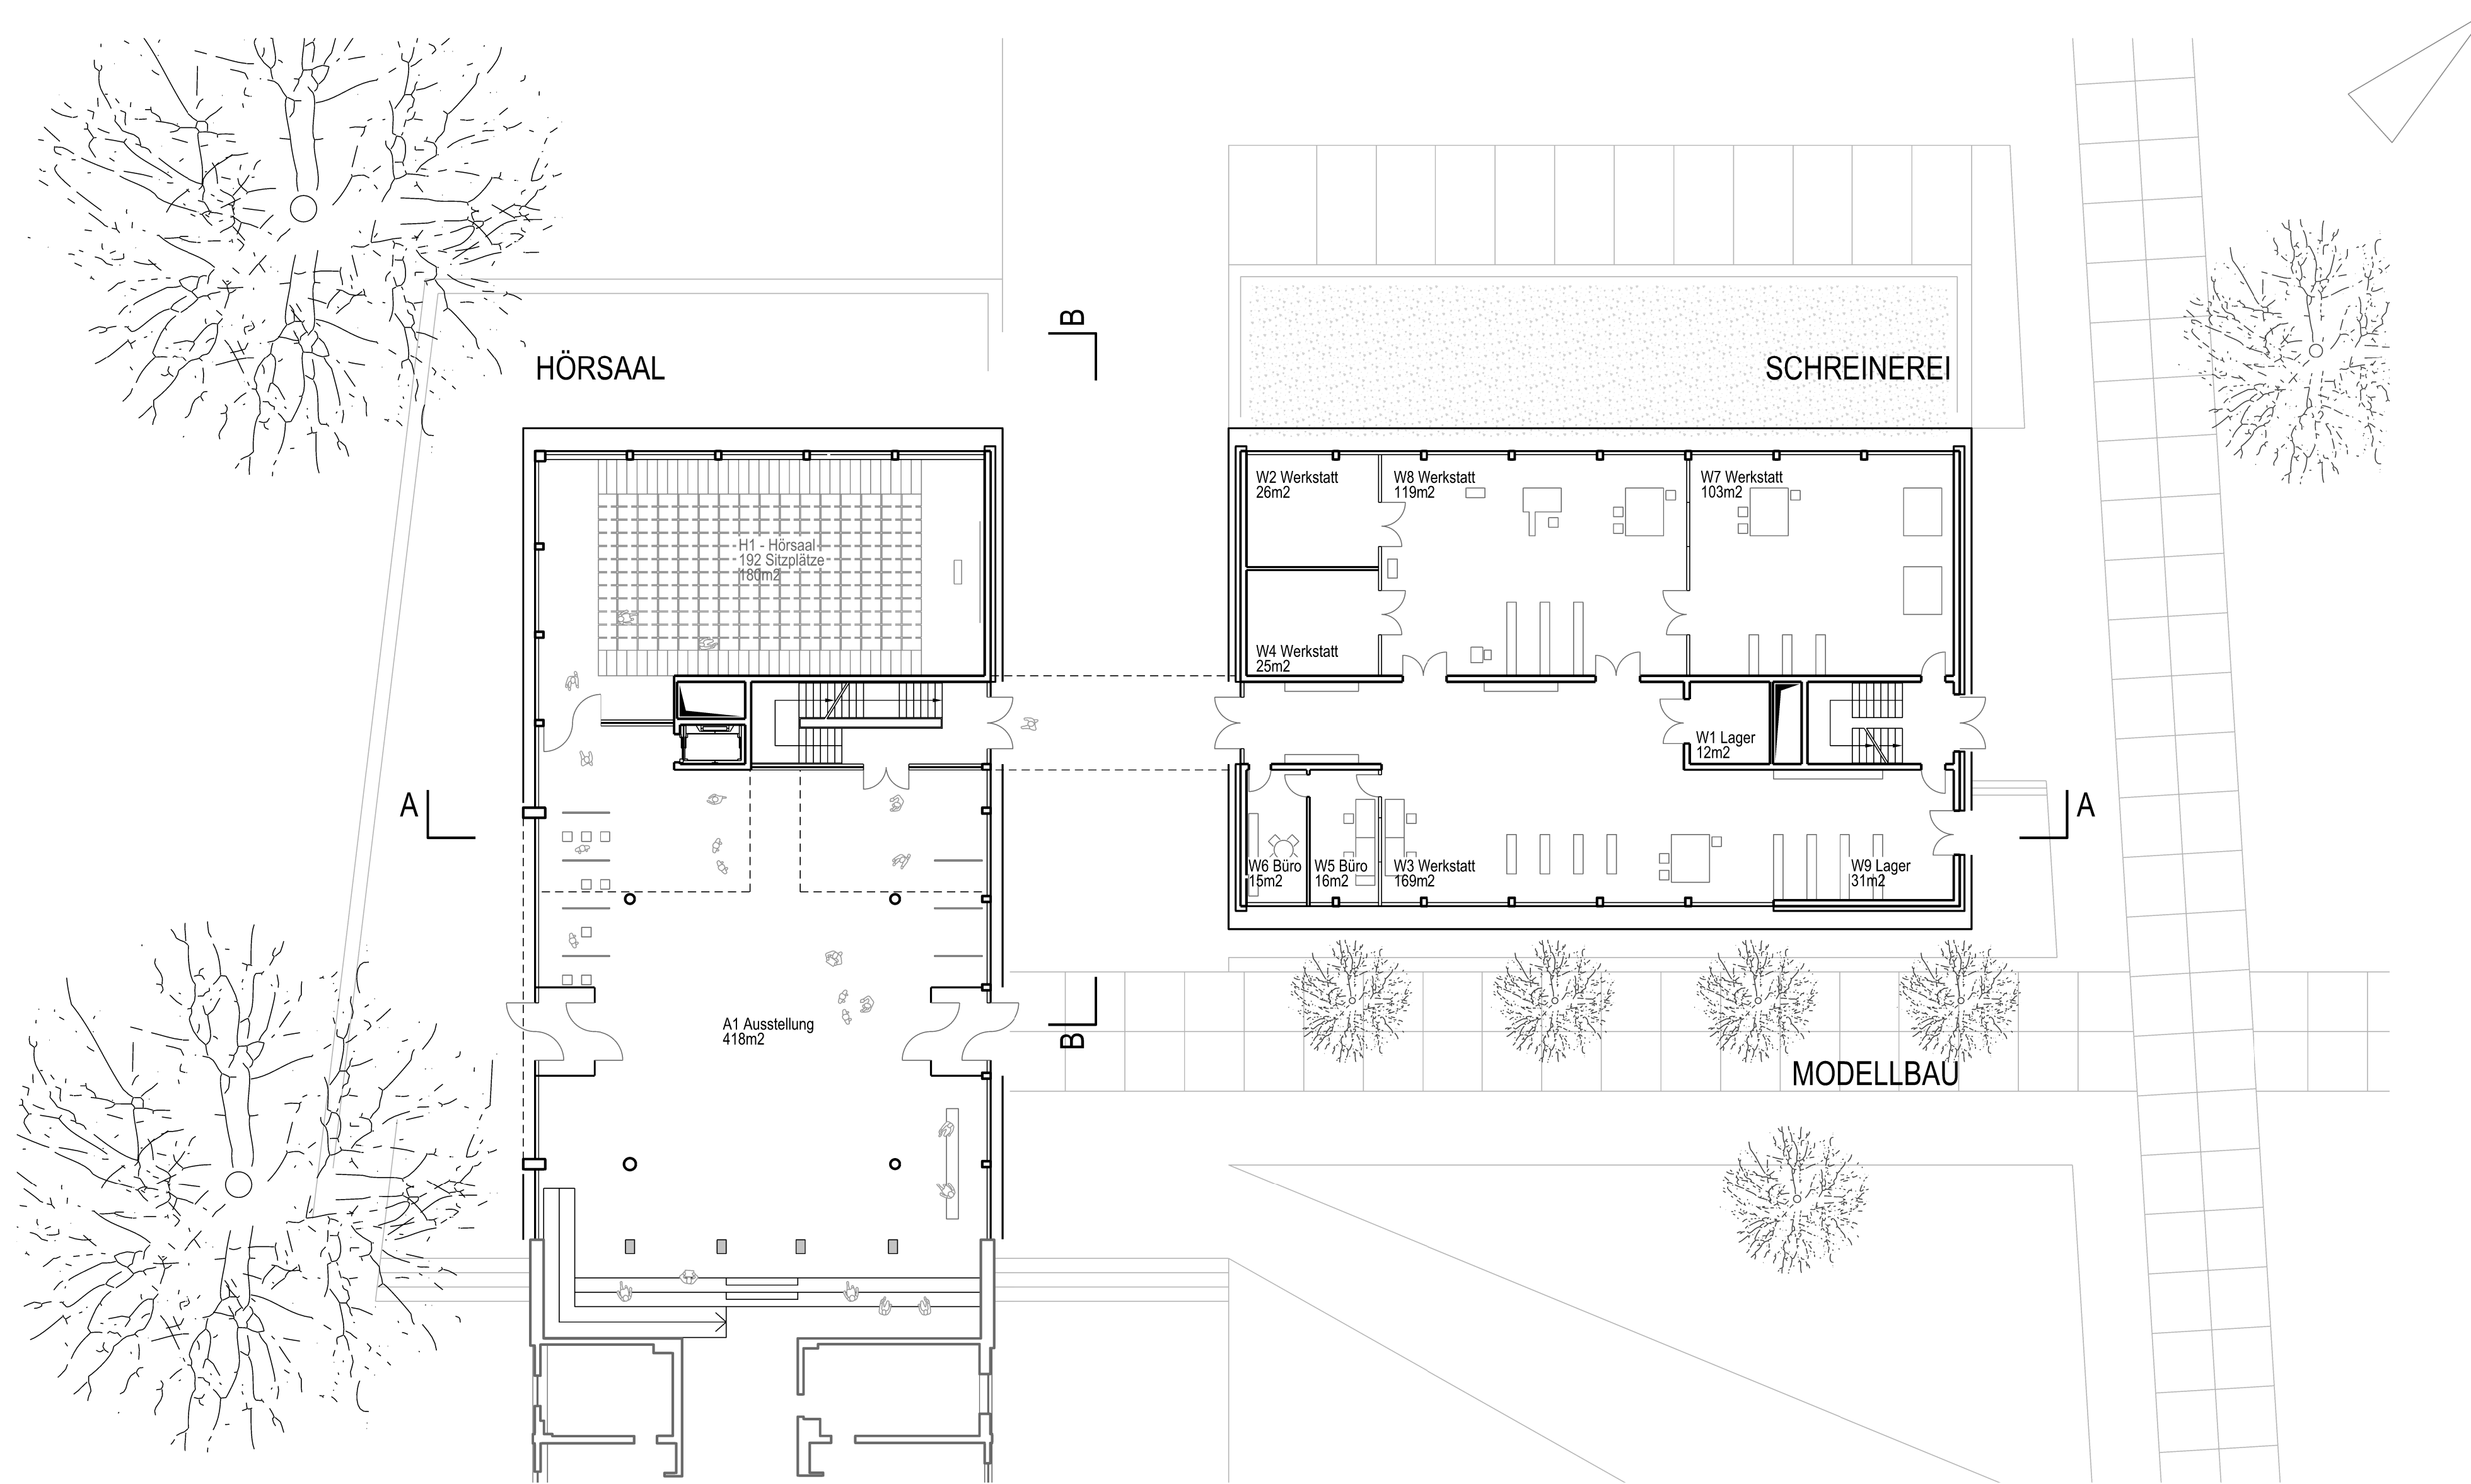 B
HÖRSAAL
SCHREINEREI
W2 Werkstatt
26m2
W8 Werkstatt
119m2
W7 Werkstatt
103m2
H1 - Hörsaal
192 Sitzplätze
180m2
W4 Werkstatt
25m2
W1 Lager
12m2
A
A
W6 Büro
15m2
W5 Büro
16m2
W3 Werkstatt
169m2
W9 Lager
31m2
A1 Ausstellung
418m2
B
MODELLBAU